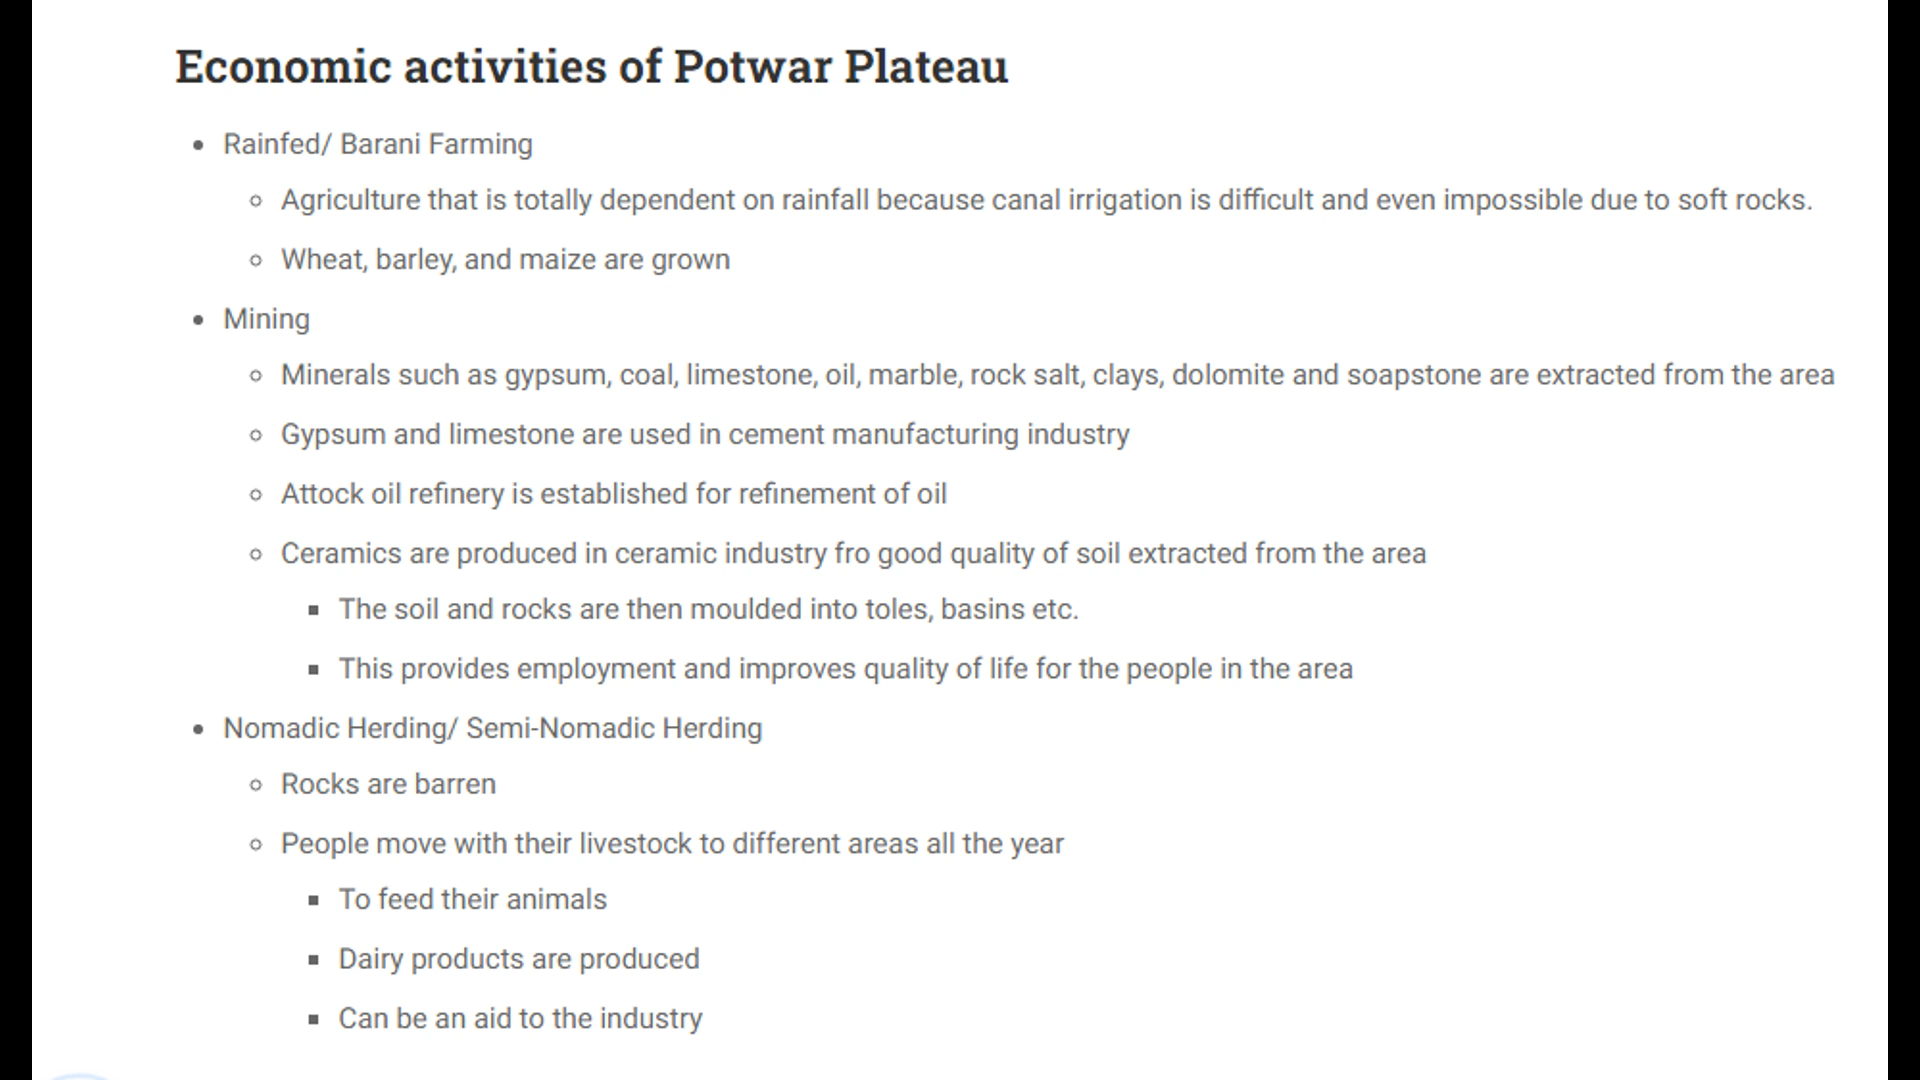 Economic activities of Potwar Plateau
Rainfed/ Barani Farming
Agriculture that is totally dependent on rainfall because canal irrigation is difficult and even impossible due to soft rocks.
Wheat, barley, and maize are grown
Mining
Minerals such as gypsum, coal, limestone, oil, marble, rock salt, clays, dolomite and soapstone are extracted from the area
Gypsum and limestone are used in cement manufacturing industry
Attock oil refinery is established for refinement of oil
Ceramics are produced in ceramic industry fro good quality of soil extracted from the area
The soil and rocks are then moulded into toles, basins etc.
This provides employment and improves quality of life for the people in the area
Nomadic Herding/ Semi-Nomadic Herding
Rocks are barren
People move with their livestock to different areas all the year
To feed their animals
Dairy products are produced
Can be an aid to the industry